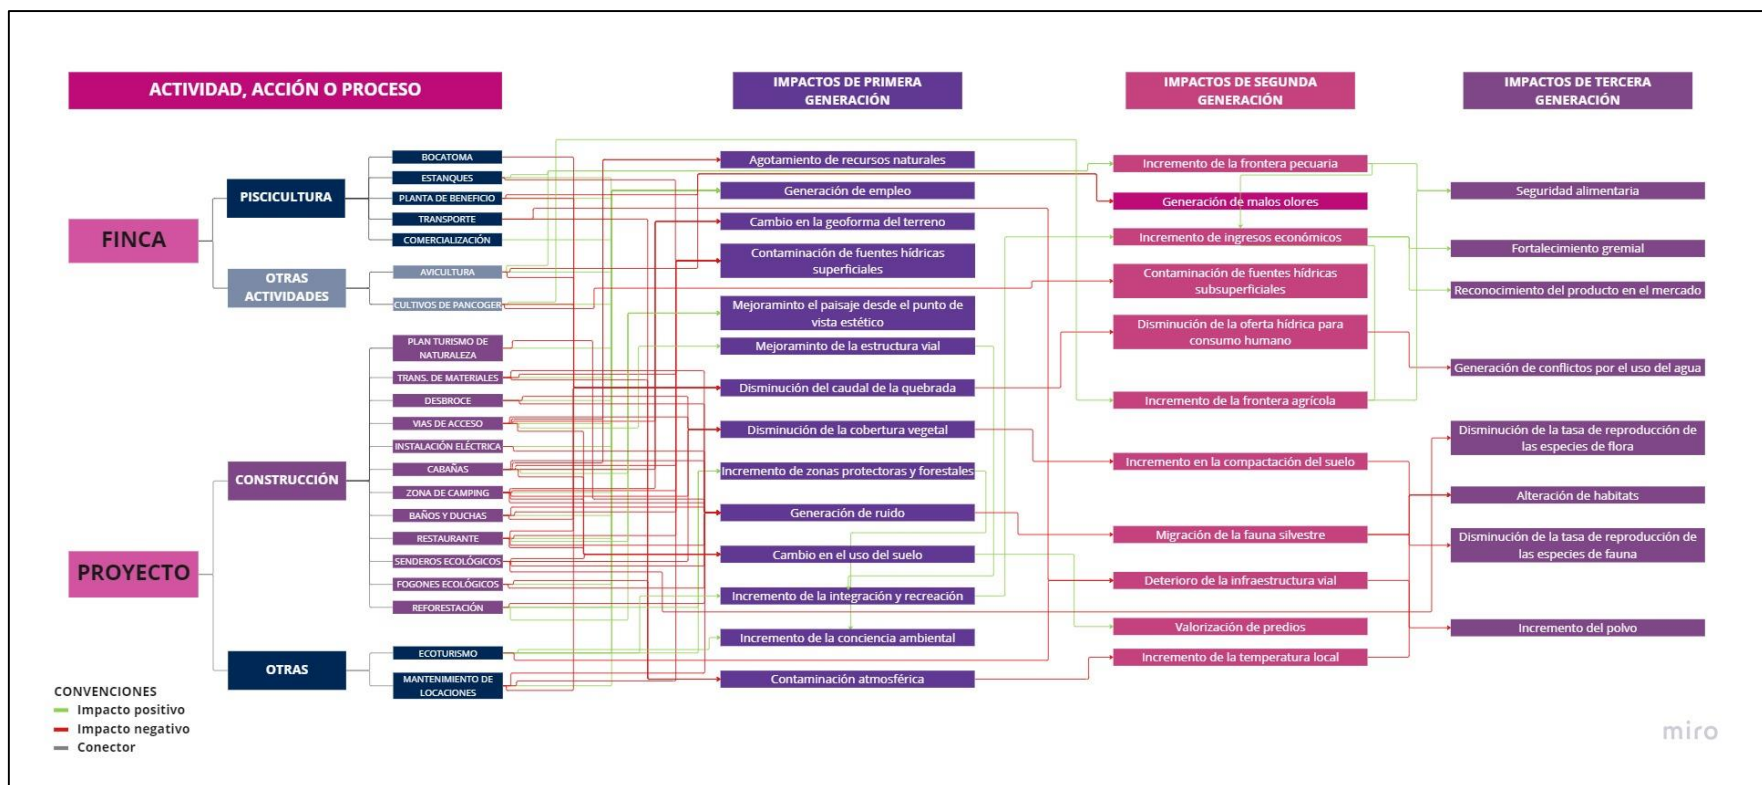 ACTIVIDAD, ACCIÓN O PROCESO
IMPACTOS DE PRIMERA
GENERACIÓN
IMPACTOS DE SEGUNDA
GENERACIÓN
IMPACTOS DE TERCERA
GENERACIÓN
FINCA
PISCICULTURA
BOCATOMA
ESTANQUES
PLANTA DE BENEFICIO
TRANSPORTE
COMERCIALIZACIÓN
OTRAS
ACTIVIDADES
AVICULTURA
CULTIVOS DE PANCOGER
PROYECTO
CONSTRUCCIÓN
PLAN TURISMO DE
NATURALEZA
TRANS. DE MATERIALES
DESBROCE
VIAS DE ACCESO
INSTALACIÓN ELÉCTRICA
CABAÑAS
ZONA DE CAMPING
BAÑOS Y DUCHAS
RESTAURANTE
SENDEROS ECOLÓGICOS
FOGONES ECOLÓGICOS
REFORESTACIÓN
OTRAS
ECOTURISMO
MANTENIMIENTO DE
LOCACIONES
Agotamiento de recursos naturales
Generación de empleo
Cambio en la geoforma del terreno
Contaminación de fuentes hídricas
superficiales
Mejoraminto el paisaje desde el punto de
vista estético
Mejoraminto de la estructura vial
Disminución del caudal de la quebrada
Disminución de la cobertura vegetal
Incremento de zonas protectoras y forestales
Generación de ruido
Cambio en el uso del suelo
Incremento de la integración y recreación
Incremento de la conciencia ambiental
Contaminación atmosférica
Incremento de la frontera pecuaria
Generación de malos olores
Incremento de ingresos económicos
Contaminación de fuentes hídricas
subsuperficiales
Disminución de la oferta hídrica para
consumo humano
Incremento de la frontera agrícola
Incremento en la compactación del suelo
Migración de la fauna silvestre
Deterioro de la infraestructura vial
Valorización de predios
Incremento de la temperatura local
Seguridad alimentaria
Fortalecimiento gremial
Reconocimiento del producto en el mercado
Generación de conflictos por el uso del agua
Disminución de la tasa de reproducción de
las especies de flora
Alteración de habitats
Disminución de la tasa de reproducción de
las especies de fauna
Incremento del polvo
CONVENCIONES
Impacto positivo
Impacto negativo
Conector
miro